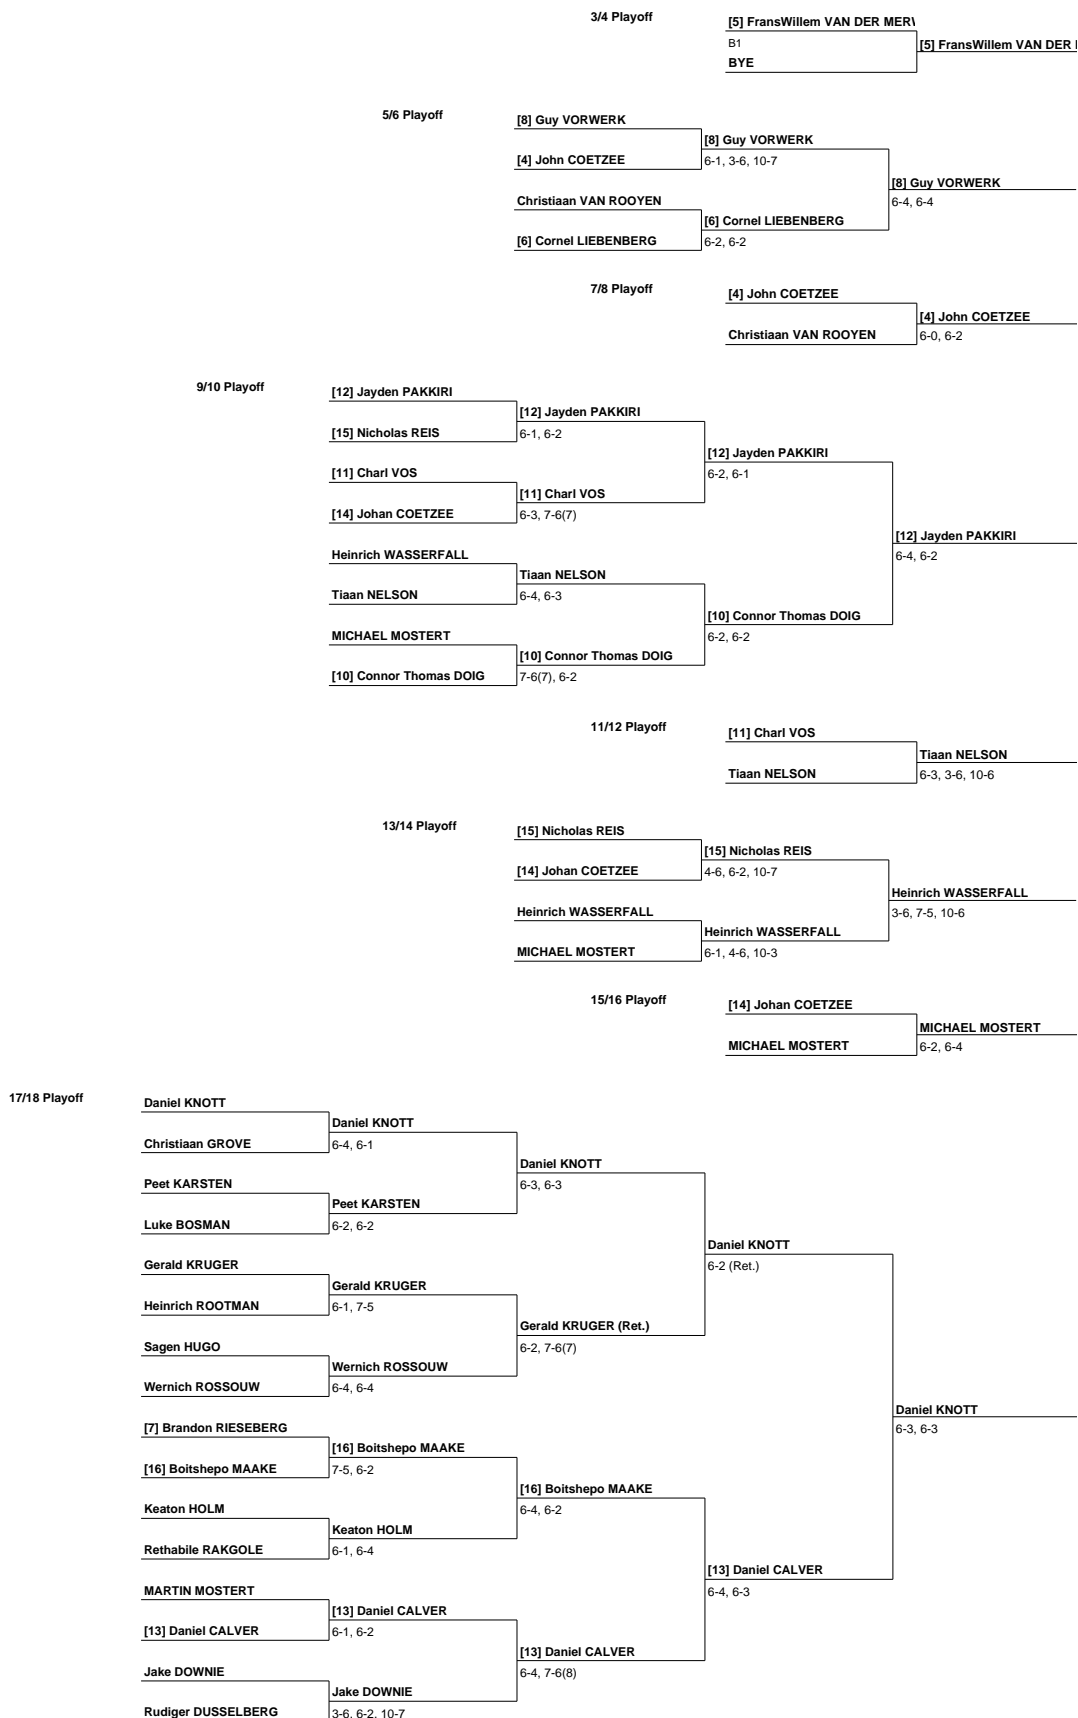 3/4 Playoff
[5] FransWillem VAN DER MER
B1
[5] FransWillem VAN DER
BYE
5/6 Playoff
[8] Guy VORWERK
[8] Guy VORWERK
[4] John COETZEE
6-1, 3-6, 10-7
[8] Guy VORWERK
Christiaan VAN ROOYEN
6-4, 6-4
[6] Cornel LIEBENBERG
[6] Cornel LIEBENBERG
6-2, 6-2
7/8 Playoff
[4] John COETZEE
[4] John COETZEE
Christiaan VAN ROOYEN
6-0, 6-2
9/10 Playoff
[12] Jayden PAKKIRI
[12] Jayden PAKKIRI
[15] Nicholas REIS
6-1, 6-2
[12] Jayden PAKKIRI
[11] Charl VOS
6-2, 6-1
[11] Charl VOS
[14] Johan COETZEE
6-3, 7-6(7)
[12] Jayden PAKKIRI
Heinrich WASSERFALL
6-4, 6-2
Tiaan NELSON
Tiaan NELSON
6-4, 6-3
[10] Connor Thomas DOIG
MICHAEL MOSTERT
6-2, 6-2
[10] Connor Thomas DOIG
[10] Connor Thomas DOIG
7-6(7), 6-2
11/12 Playoff
[11] Charl VOS
Tiaan NELSON
Tiaan NELSON
6-3, 3-6, 10-6
13/14 Playoff
[15] Nicholas REIS
[15] Nicholas REIS
[14] Johan COETZEE
4-6, 6-2, 10-7
Heinrich WASSERFALL
Heinrich WASSERFALL
3-6, 7-5, 10-6
Heinrich WASSERFALL
MICHAEL MOSTERT
6-1, 4-6, 10-3
15/16 Playoff
[14] Johan COETZEE
MICHAEL MOSTERT
MICHAEL MOSTERT
6-2, 6-4
17/18 Playoff
Daniel KNOTT
Daniel KNOTT
Christiaan GROVE
6-4, 6-1
Daniel KNOTT
Peet KARSTEN
6-3, 6-3
Peet KARSTEN
Luke BOSMAN
6-2, 6-2
Daniel KNOTT
Gerald KRUGER
6-2 (Ret.)
Gerald KRUGER
Heinrich ROOTMAN
6-1, 7-5
Gerald KRUGER (Ret.)
Sagen HUGO
6-2, 7-6(7)
Wernich ROSSOUW
Wernich ROSSOUW
6-4, 6-4
Daniel KNOTT
[7] Brandon RIESEBERG
6-3, 6-3
[16] Boitshepo MAAKE
[16] Boitshepo MAAKE
7-5, 6-2
[16] Boitshepo MAAKE
Keaton HOLM
6-4, 6-2
Keaton HOLM
Rethabile RAKGOLE
6-1, 6-4
[13] Daniel CALVER
MARTIN MOSTERT
6-4, 6-3
[13] Daniel CALVER
[13] Daniel CALVER
6-1, 6-2
[13] Daniel CALVER
Jake DOWNIE
6-4, 7-6(8)
Jake DOWNIE
Rudiger DUSSELBERG
3-6, 6-2, 10-7